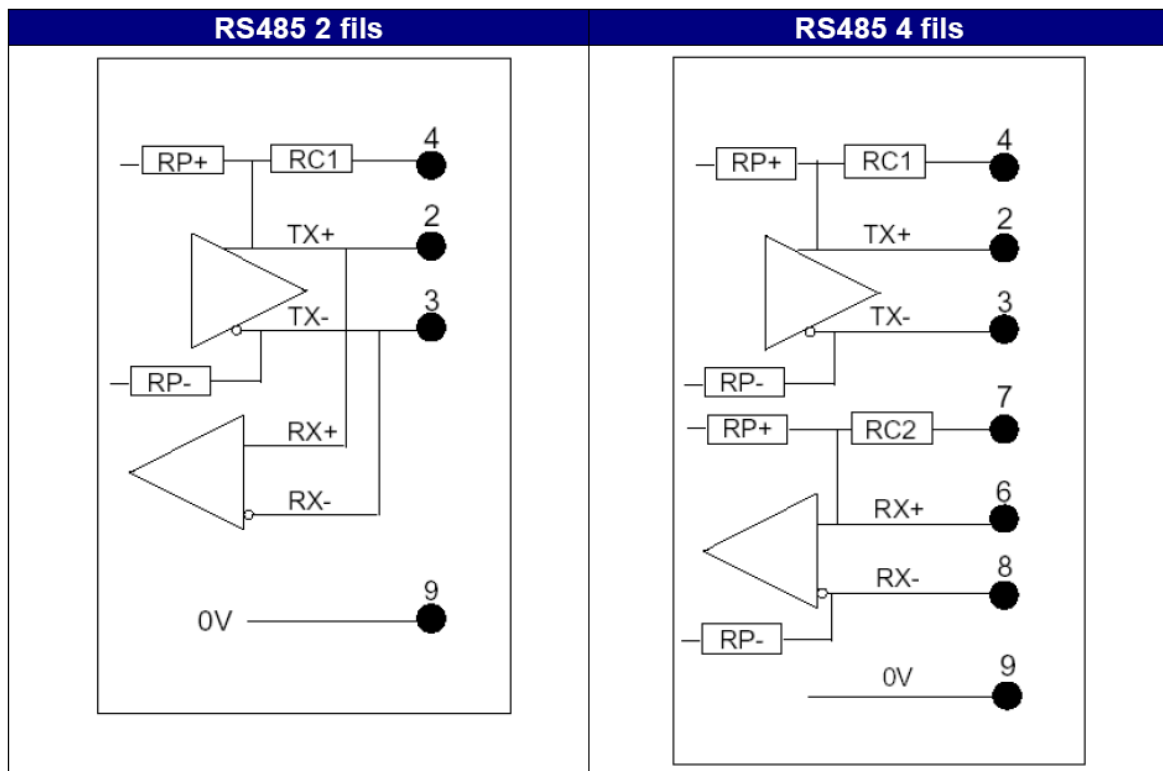 RS485 2 fils
4
RP+ RC1
2
TX+
3
TX-
RP-
RX+
RX-
9
0V
RS485 4 fils
4
RP+ RC1
2
TX+
3
TX-
RP-
7
RP+ RC2
6
RX+
8
RX-
RP-
9
0V